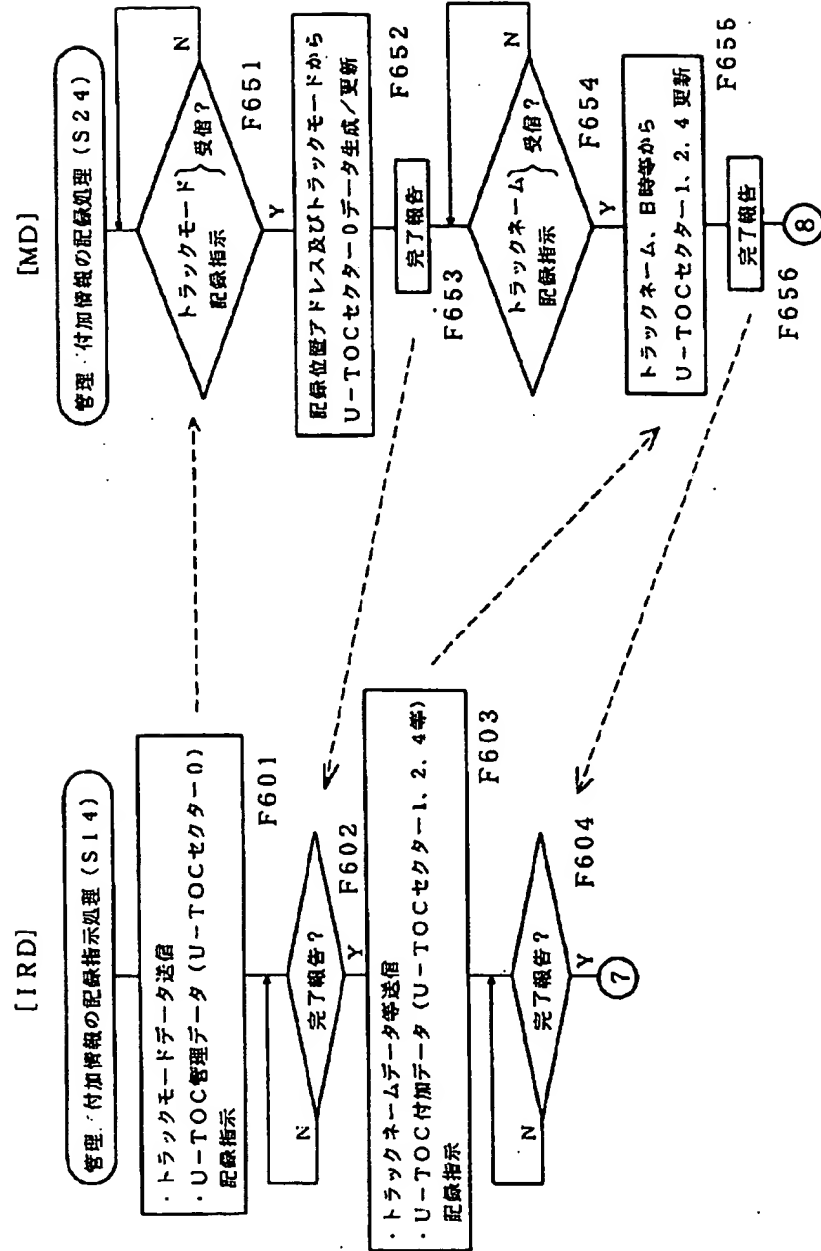 [IRD]
管理・付加情報の記録指示処理（S14）
・トラックモードデータ送信
・U－TOC管理データ（U－TOCセクター0）
記録指示
F601
完了報告？
N
F602
Y
・トラックネームデータ等送信
・U－TOC付加データ（U－TOCセクター1、2、4等）
記録指示
F603
完了報告？
N
F604
Y
7
[MD]
管理・付加情報の記録処理（S24）
トラックモード
記録指示
受信？
N
F651
Y
記録位置アドレス及びトラックモードから
U－TOCセクター0データ生成／更新
F652
完了報告
F653
トラックネーム
記録指示
受信？
N
F654
Y
トラックネーム、日時等から
U－TOCセクター1、2、4更新
F655
完了報告
F656
8